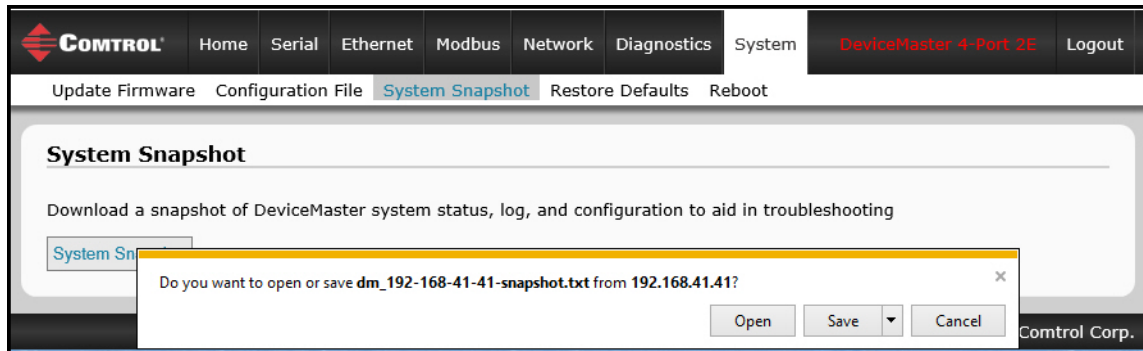 COMTROL Home Serial Ethernet Modbus Network Diagnostics System DeviceMaster 4-Port 2E Logout
Update Firmware Configuration File System Snapshot Restore Defaults Reboot
System Snapshot
Download a snapshot of DeviceMaster system status, log, and configuration to aid in troubleshooting
System Sn
Do you want to open or save dm_192-168-41-41-snapshot.txt from 192.168.41.41?
×
Open Save Cancel
Comtrol Corp.